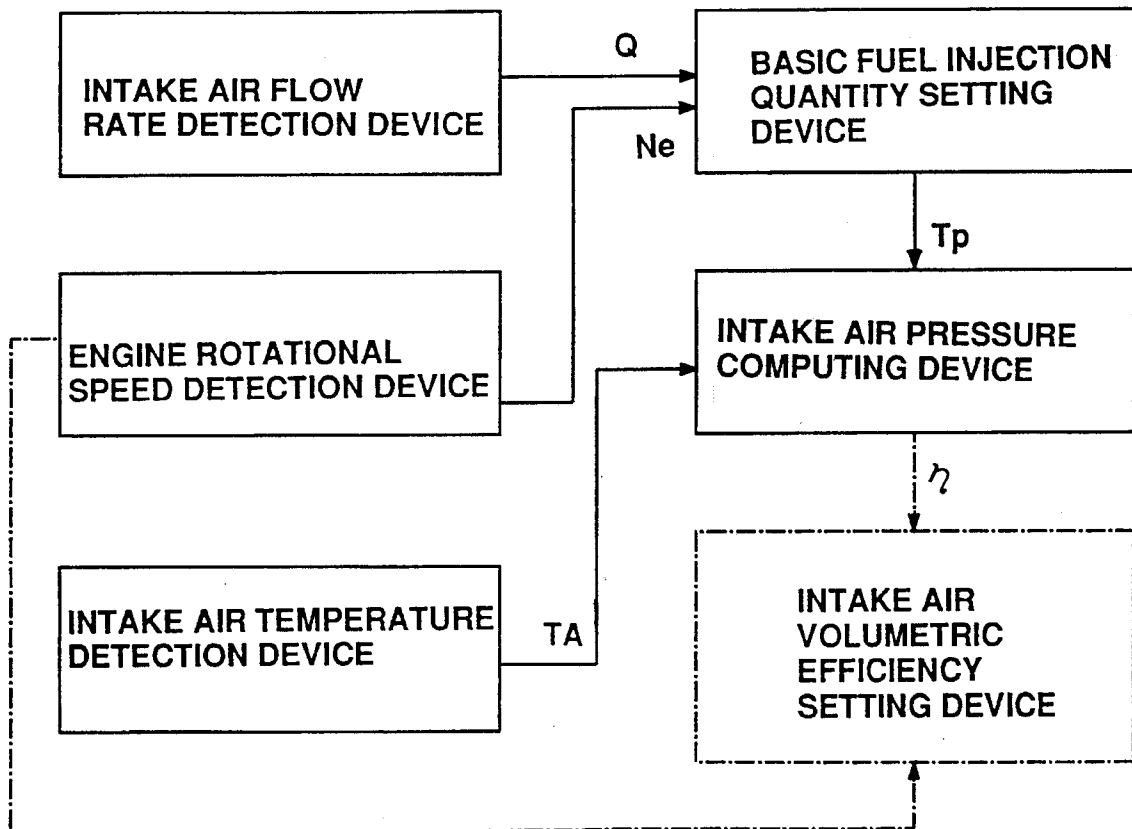 INTAKE AIR FLOW
RATE DETECTION DEVICE
Q
Ne
BASIC FUEL INJECTION
QUANTITY SETTING
DEVICE
Tp
ENGINE ROTATIONAL
SPEED DETECTION DEVICE
INTAKE AIR PRESSURE
COMPUTING DEVICE
η
INTAKE AIR TEMPERATURE
DETECTION DEVICE
TA
INTAKE AIR
VOLUMETRIC
EFFICIENCY
SETTING DEVICE